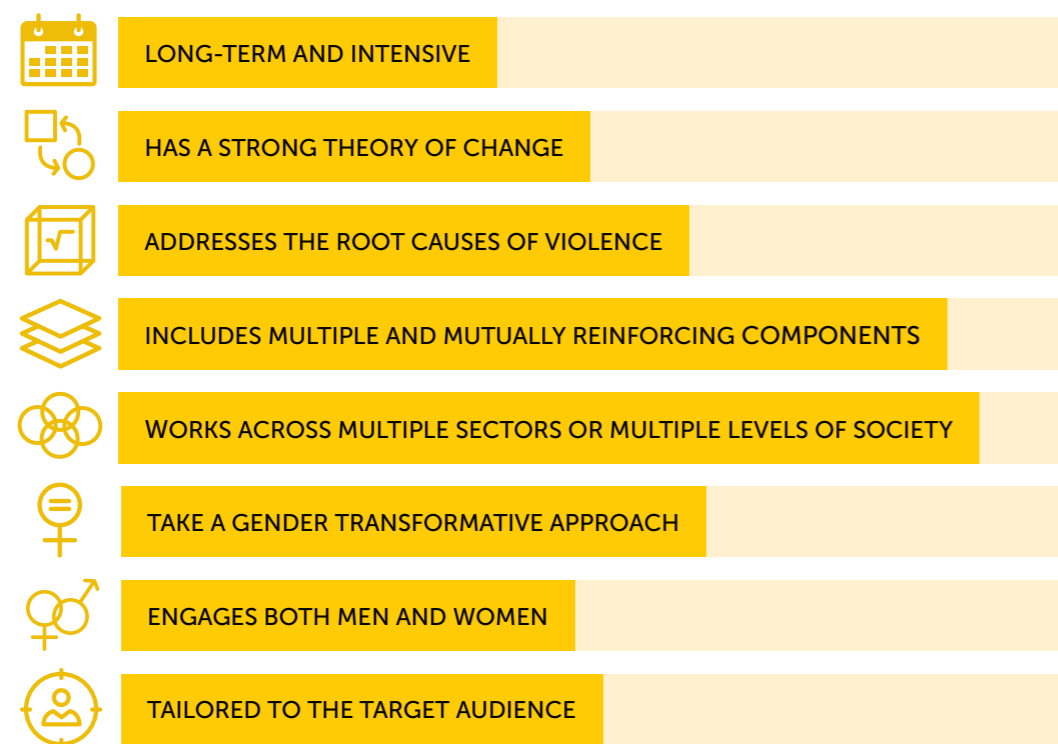 LONG-TERM AND INTENSIVE
HAS A STRONG THEORY OF CHANGE
ADDRESSES THE ROOT CAUSES OF VIOLENCE
INCLUDES MULTIPLE AND MUTUALLY REINFORCING COMPONENTS
WORKS ACROSS MULTIPLE SECTORS OR MULTIPLE LEVELS OF SOCIETY
TAKE A GENDER TRANSFORMATIVE APPROACH
ENGAGES BOTH MEN AND WOMEN
TAILORED TO THE TARGET AUDIENCE